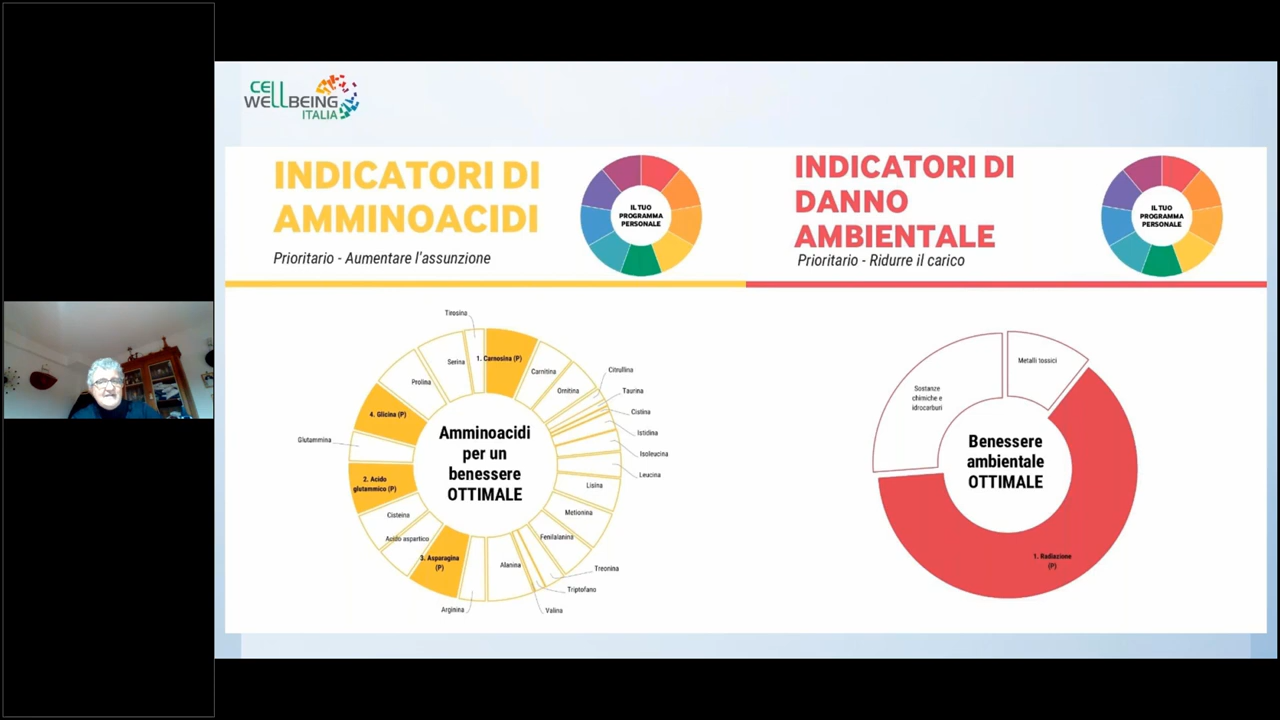 CELL
WELLBEING
ITALIA
INDICATORI DI
AMMINOACIDI
Prioritario - Aumentare l'assunzione
IL TUO
PROGRAMMA
PERSONALE
INDICATORI DI
DANNO
AMBIENTALE
Prioritario - Ridurre il carico
IL TUO
PROGRAMMA
PERSONALE
Tirosina
1. Carnosina (P)
Serina
Carnitina
Prolina
Ornitina
Citrullina
Taurina
Cistina
4. Glicina (P)
Istidina
Glutammina
Isoleucina
Leucina
2. Acido
glutammico (P)
Lisina
Cisteina
Metionina
Acido aspartico
Fenilalanina
3. Asparagina
(P)
Alanina
Treonina
Triptofano
Arginina
Valina
Amminoacidi
per un
benessere
OTTIMALE
Metalli tossici
Sostanze
chimiche e
idrocarburi
Benessere
ambientale
OTTIMALE
1. Radiazione
(P)